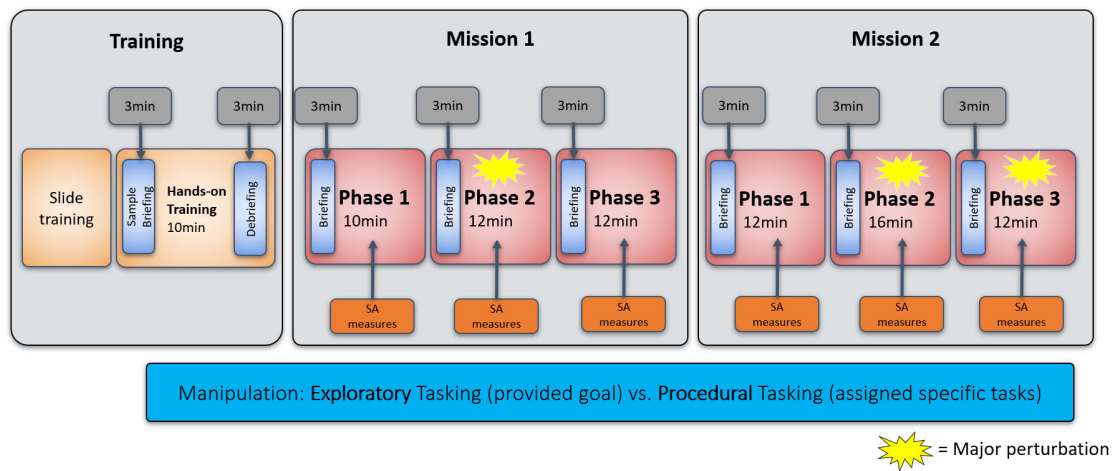 Training
3min
3min
Slide
training
Sample
Briefing
Hands-on
Training
10min
Debriefing
Mission 1
3min
3min
3min
Briefing
Phase 1
10min
Briefing
Phase 2
12min
Briefing
Phase 3
12min
SA
measures
SA
measures
SA
measures
Mission 2
3min
3min
3min
Briefing
Phase 1
12min
Briefing
Phase 2
16min
Briefing
Phase 3
12min
SA
measures
SA
measures
SA
measures
Manipulation: Exploratory Tasking (provided goal) vs. Procedural Tasking (assigned specific tasks)
= Major perturbation